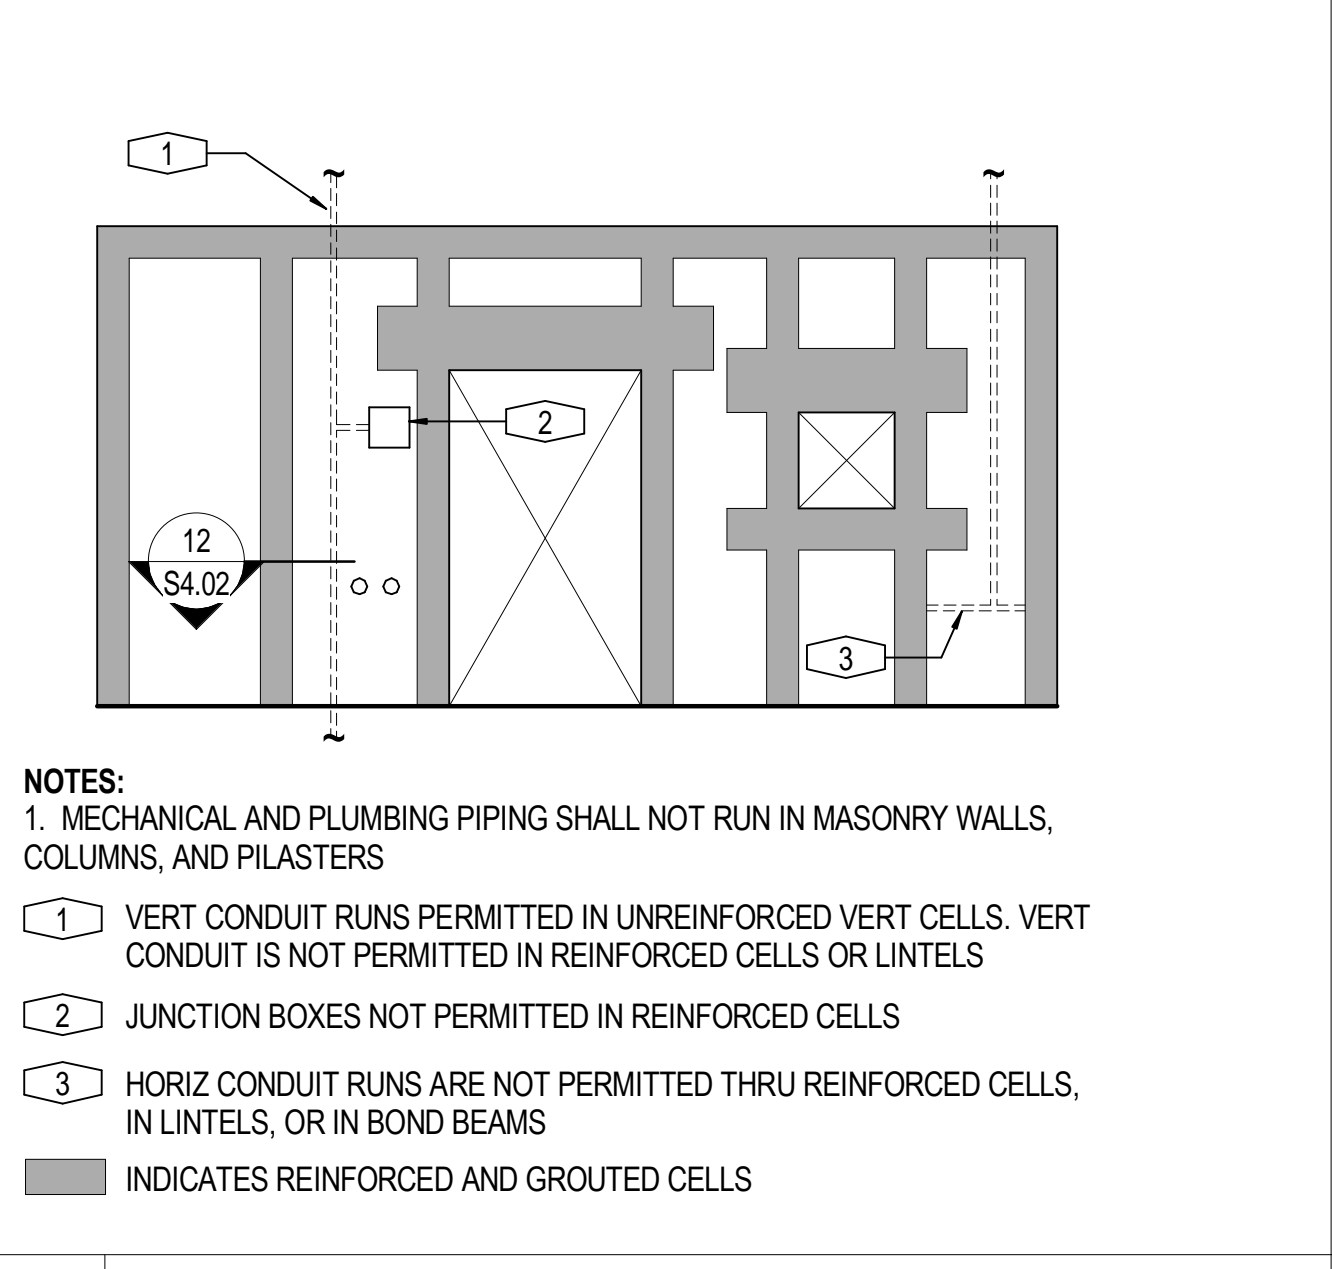 1
2
12
S4.02
3
NOTES:
1. MECHANICAL AND PLUMBING PIPING SHALL NOT RUN IN MASONRY WALLS,
COLUMNS, AND PILASTERS
1 VERT CONDUIT RUNS PERMITTED IN UNREINFORCED VERT CELLS. VERT
CONDUIT IS NOT PERMITTED IN REINFORCED CELLS OR LINTELS
2 JUNCTION BOXES NOT PERMITTED IN REINFORCED CELLS
3 HORIZ CONDUIT RUNS ARE NOT PERMITTED THRU REINFORCED CELLS,
IN LINTELS, OR IN BOND BEAMS
INDICATES REINFORCED AND GROUTED CELLS